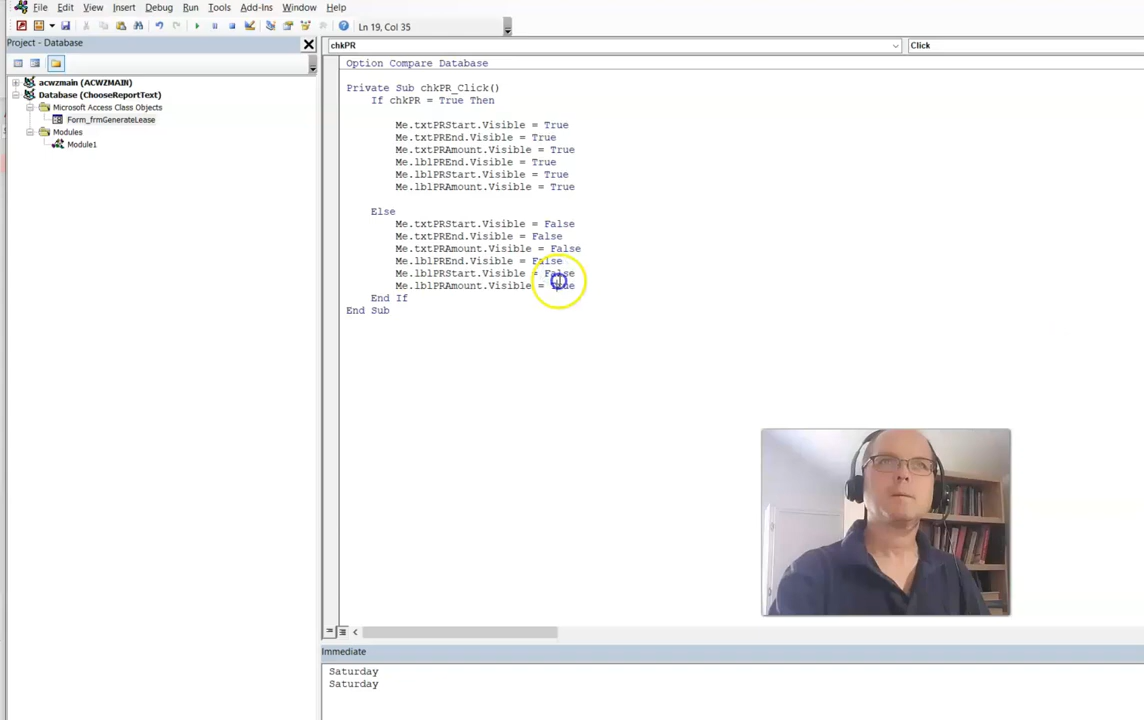 File Edit View Insert Debug Run Tools Add-Ins Window Help
Ln 19, Col 35
Project - Database
chkPR
Click
acwzmain (ACWZMAIN)
Database (ChooseReportText)
Microsoft Access Class Objects
Form_frmGenerateLease
Modules
Module1
Option Compare Database
Private Sub chkPR_Click()
If chkPR = True Then
Me.txtPRStart.Visible = True
Me.txtPREnd.Visible = True
Me.txtPRAmount.Visible = True
Me.lblPREnd.Visible = True
Me.lblPRStart.Visible = True
Me.lblPRAmount.Visible = True
Else
Me.txtPRStart.Visible = False
Me.txtPREnd.Visible = False
Me.txtPRAmount.Visible = False
Me.lblPREnd.Visible = False
Me.lblPRStart.Visible = False
Me.lblPRAmount.Visible = True
End If
End Sub
Immediate
Saturday
Saturday